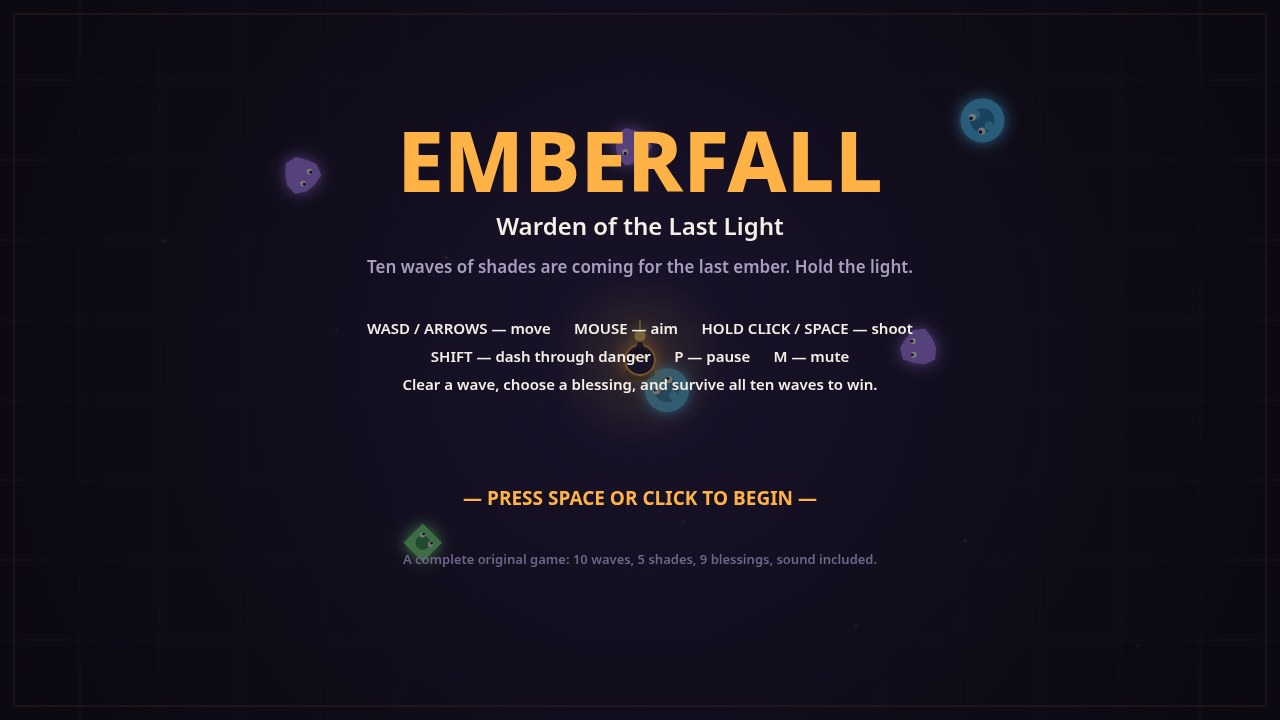 EMBERFALL
Warden of the Last Light
Ten waves of shades are coming for the last ember. Hold the light.
WASD / ARROWS — move MOUSE — aim HOLD CLICK / SPACE — shoot
SHIFT — dash through danger P — pause M — mute
Clear a wave, choose a blessing, and survive all ten waves to win.
— PRESS SPACE OR CLICK TO BEGIN —
A complete original game: 10 waves, 5 shades, 9 blessings, sound included.